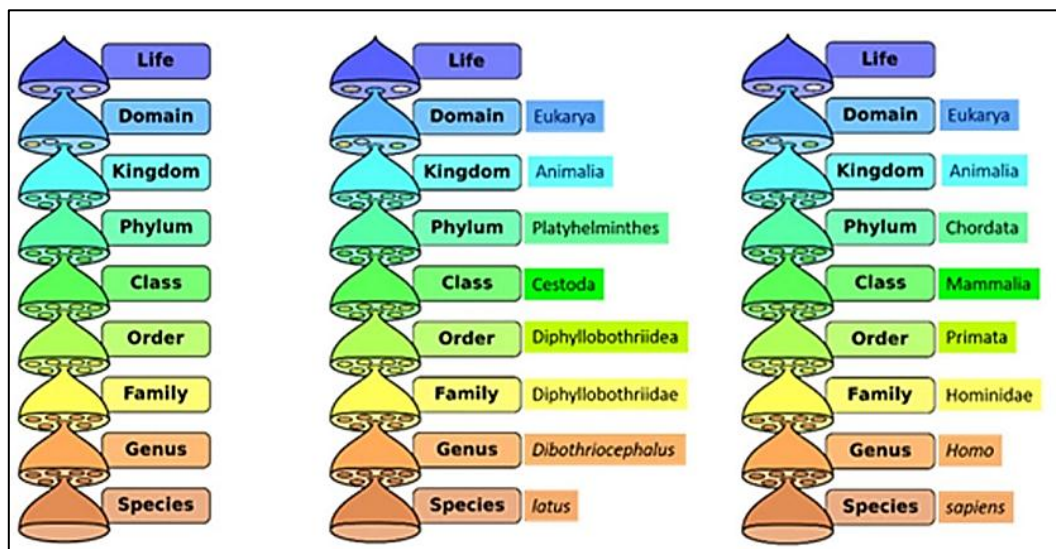 Life
Domain
Kingdom
Phylum
Class
Order
Family
Genus
Species
Life
Domain Eukarya
Kingdom Animalia
Phylum Platyhelminthes
Class Cestoda
Order Diphyllobothriidea
Family Diphyllobothriidae
Genus Dibothriocephalus
Species latus
Life
Domain Eukarya
Kingdom Animalia
Phylum Chordata
Class Mammalia
Order Primata
Family Hominidae
Genus Homo
Species sapiens